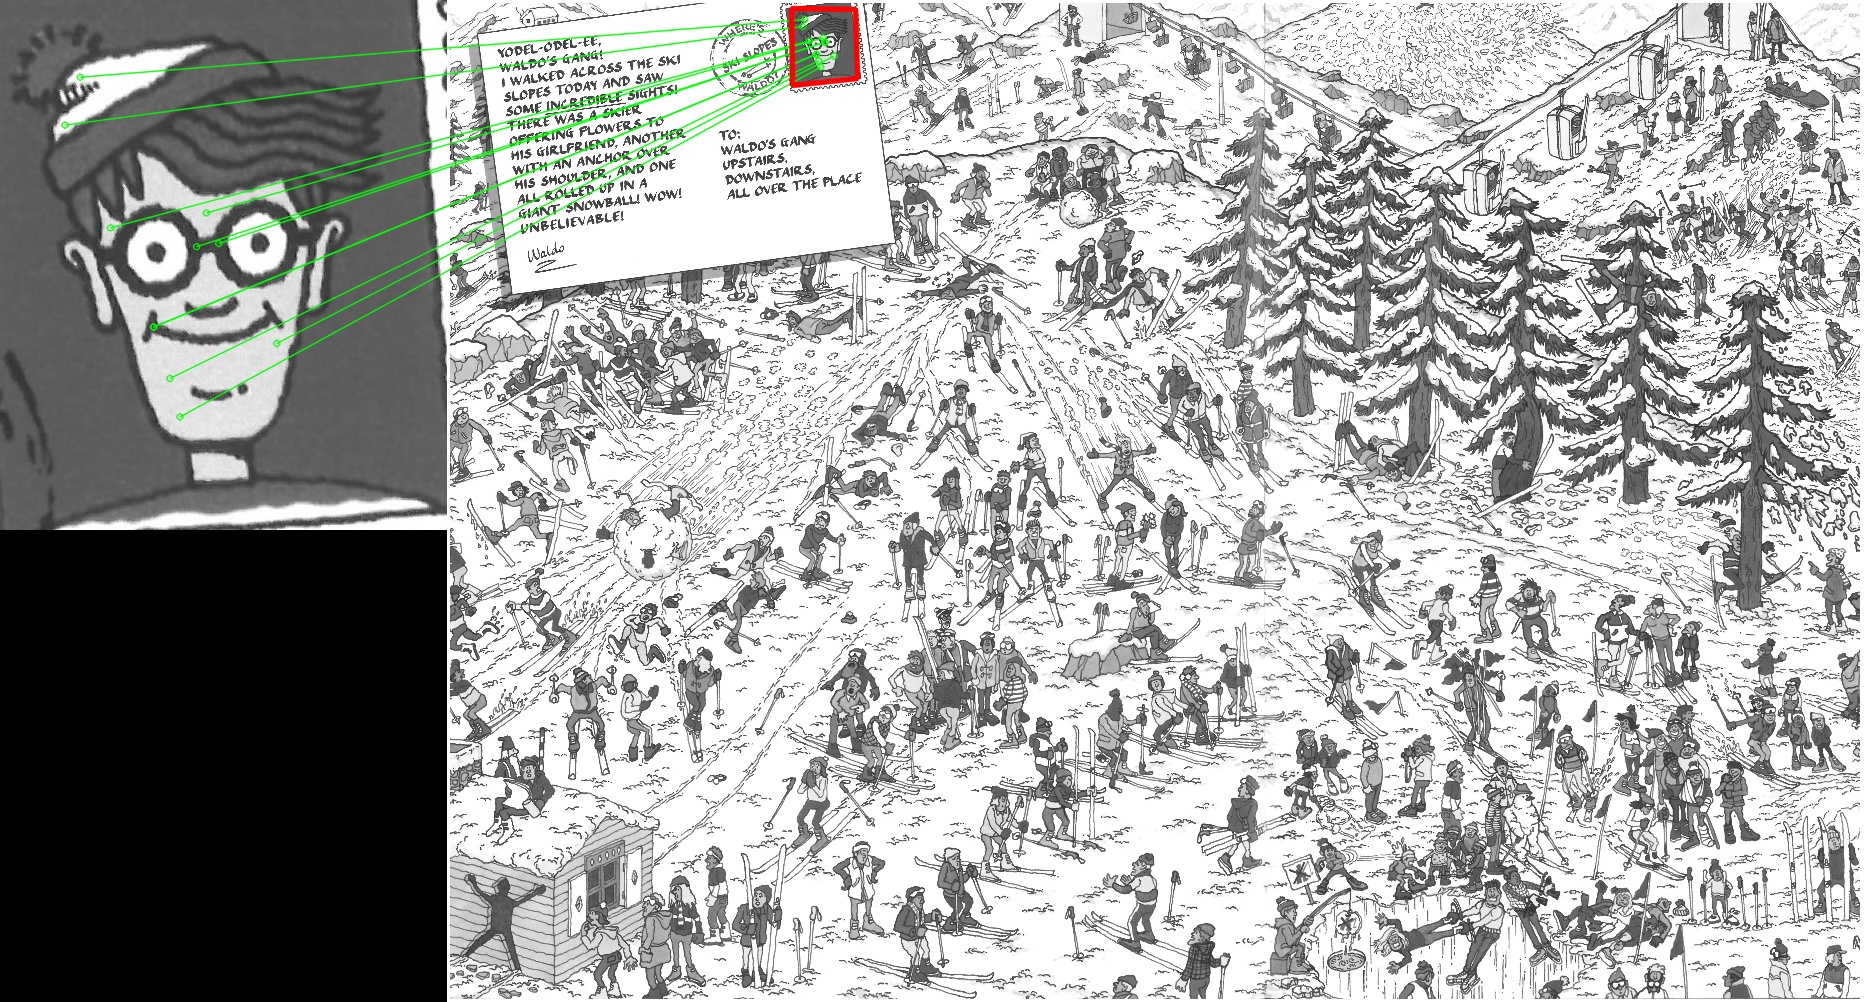 YODEL-ODEL-EE,
WALDO'S GANG!
I WALKED ACROSS THE SKI
SLOPES TODAY AND SAW
SOME INCREDIBLE SIGHTS!
THERE WAS A SKIER
OFFERING FLOWERS TO
HIS GIRLFRIEND, ANOTHER
WITH AN ANCHOR OVER
HIS SHOULDER, AND ONE
ALL ROLLED UP IN A
GIANT SNOWBALL! WOW!
UNBELIEVABLE!
Waldo
WHERE'S
SKI SLOPES
WALDO?
TO:
WALDO'S GANG
UPSTAIRS,
DOWNSTAIRS,
ALL OVER THE PLACE